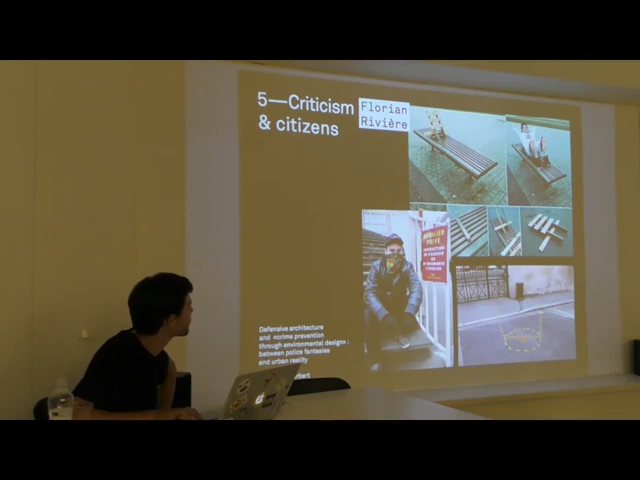 5—Criticism
& citizens
Florian
Rivière
Defensive architecture
and «crime prevention
through environmental design» :
between police fantasies
and urban reality